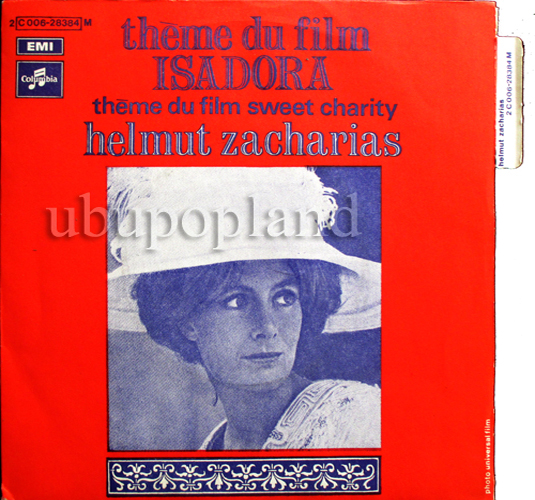 2 C 006-28384 M
EMI
Columbia
thème du film
ISADORA
thème du film sweet charity
helmut zacharias
ubupopland
helmut zacharias
2 C 006-28384 M
photo universal film